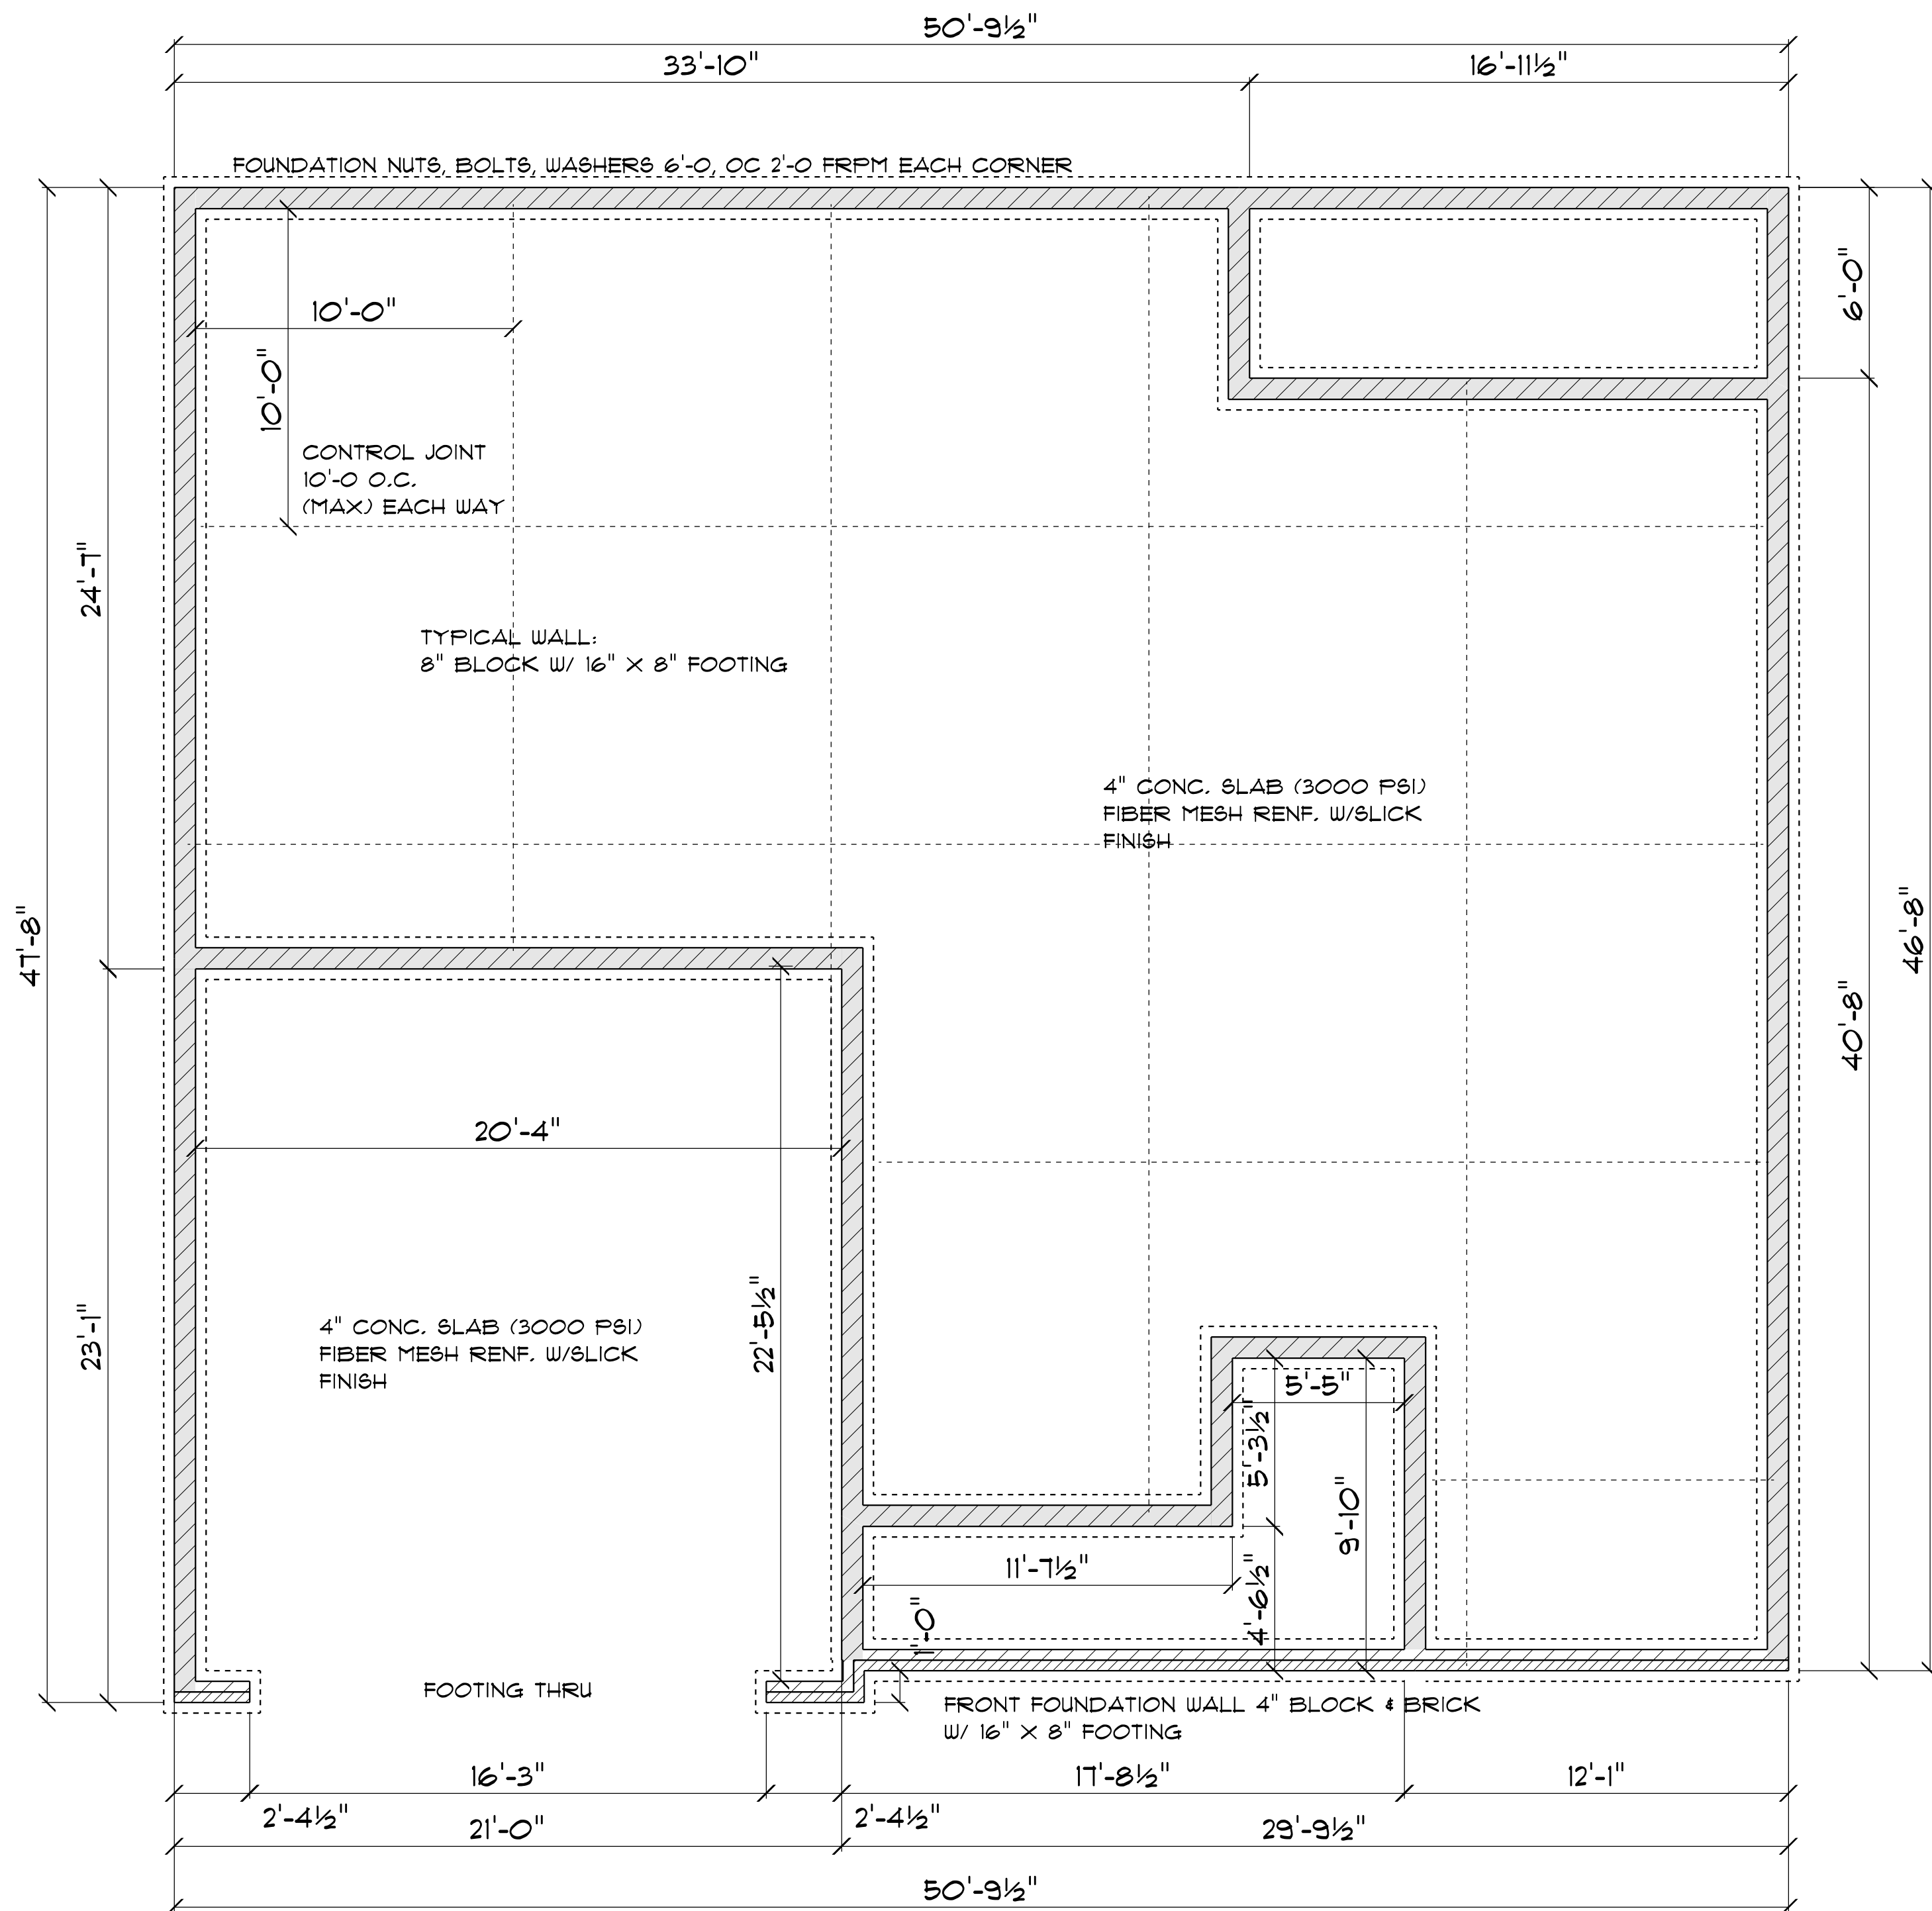 50'-9½"
33'-10"
16'-11½"
FOUNDATION NUTS, BOLTS, WASHERS 6'-0, OC 2'-0 FRPM EACH CORNER
6'-0"
10'-0"
10'-0"
CONTROL JOINT
10'-0 O.C.
(MAX) EACH WAY
24'-7"
TYPICAL WALL:
8" BLOCK W/ 16" X 8" FOOTING
4" CONC. SLAB (3000 PSI)
FIBER MESH RENF. W/SLICK
FINISH
47'-8"
46'-8"
40'-8"
20'-4"
23'-1"
22'-5½"
4" CONC. SLAB (3000 PSI)
FIBER MESH RENF. W/SLICK
FINISH
5'-5"
5'-3½"
9'-10"
11'-7½"
4'-6½"
1'-0"
FOOTING THRU
FRONT FOUNDATION WALL 4" BLOCK & BRICK
W/ 16" X 8" FOOTING
16'-3"
17'-8½"
12'-1"
2'-4½"
2'-4½"
21'-0"
29'-9½"
50'-9½"